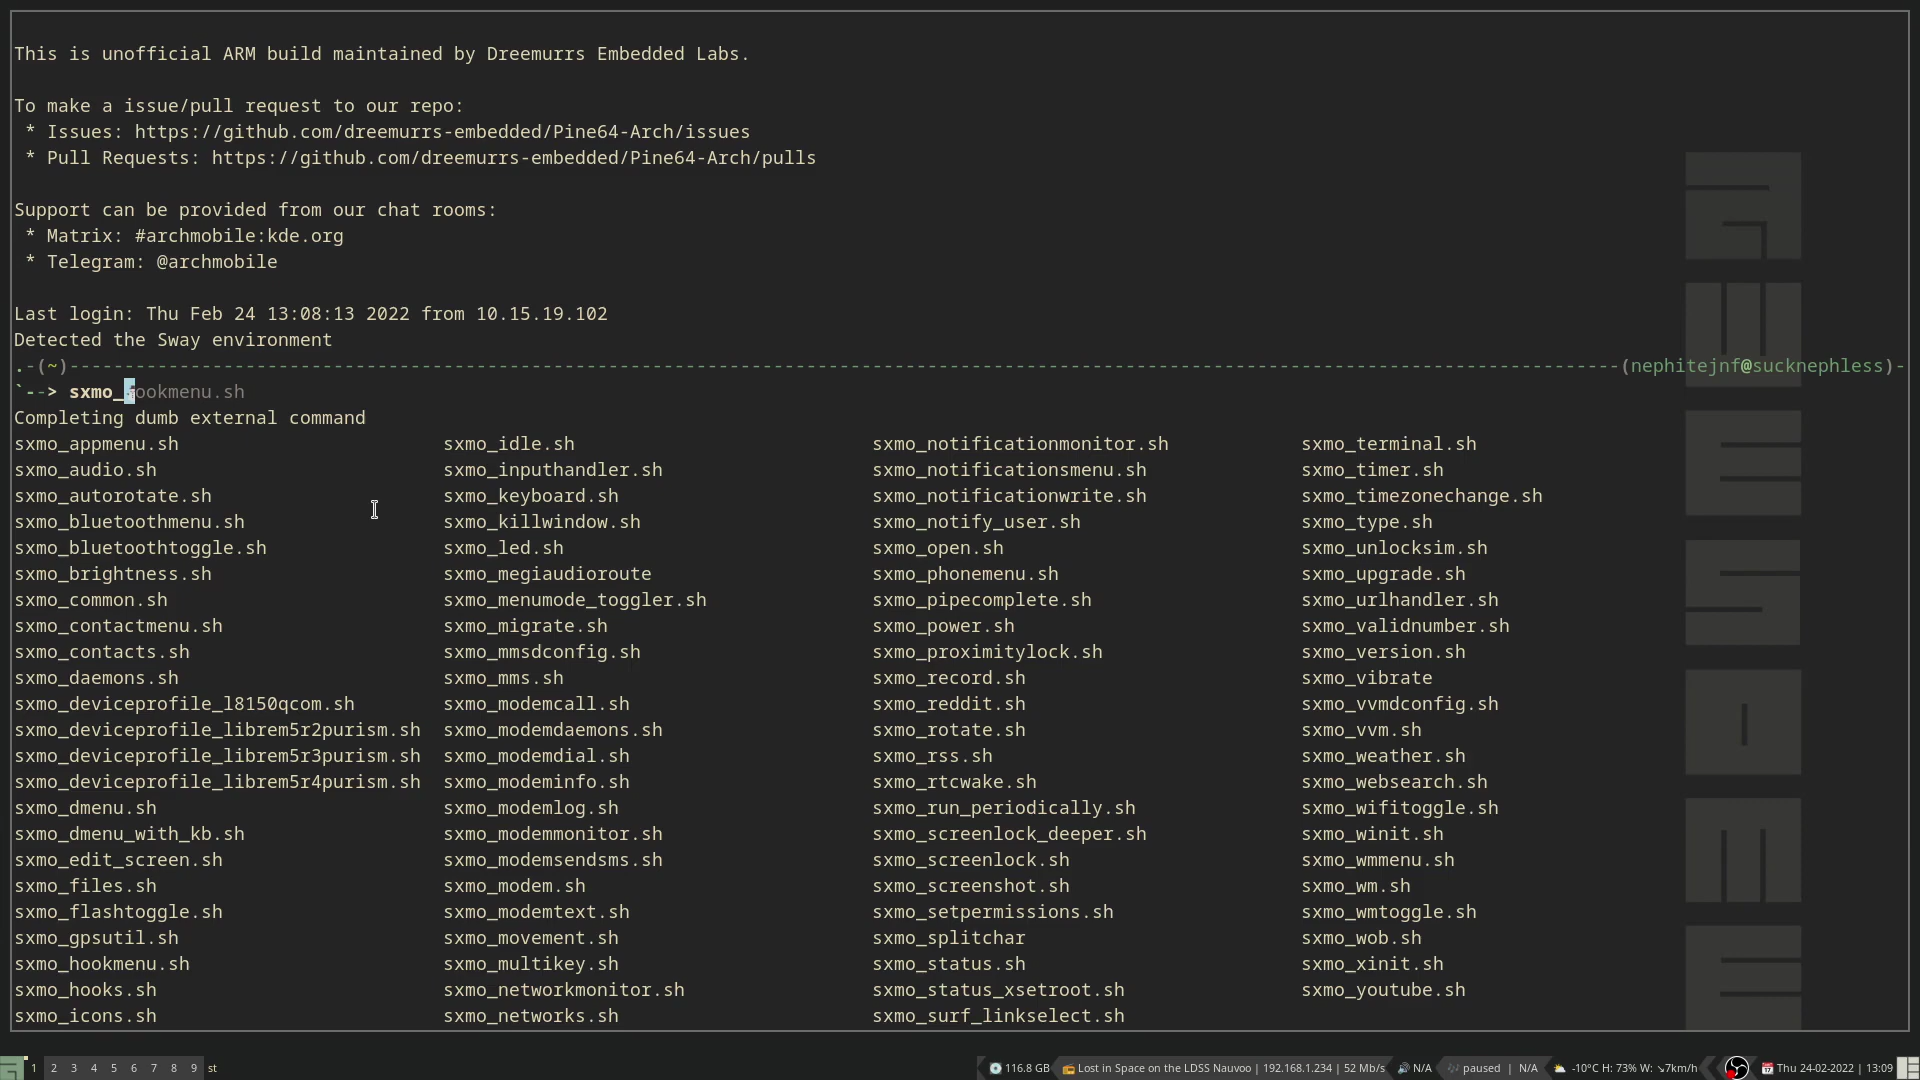 This is unofficial ARM build maintained by Dreemurrs Embedded Labs.
To make a issue/pull request to our repo:
* Issues: https://github.com/dreemurrs-embedded/Pine64-Arch/issues
* Pull Requests: https://github.com/dreemurrs-embedded/Pine64-Arch/pulls
Support can be provided from our chat rooms:
* Matrix: #archmobile:kde.org
* Telegram: @archmobile
Last login: Thu Feb 24 13:08:13 2022 from 10.15.19.102
Detected the Sway environment
.-(~)--------------------------------------------------------------------------------------------------------------------------------------------(nephitejnf@sucknephless)-
`--> sxmo_hookmenu.sh
Completing dumb external command
sxmo_appmenu.sh sxmo_idle.sh sxmo_notificationmonitor.sh sxmo_terminal.sh
sxmo_audio.sh sxmo_inputhandler.sh sxmo_notificationsmenu.sh sxmo_timer.sh
sxmo_autorotate.sh sxmo_keyboard.sh sxmo_notificationwrite.sh sxmo_timezonechange.sh
sxmo_bluetoothmenu.sh sxmo_killwindow.sh sxmo_notify_user.sh sxmo_type.sh
sxmo_bluetoothtoggle.sh sxmo_led.sh sxmo_open.sh sxmo_unlocksim.sh
sxmo_brightness.sh sxmo_megiaudioroute sxmo_phonemenu.sh sxmo_upgrade.sh
sxmo_common.sh sxmo_menumode_toggler.sh sxmo_pipecomplete.sh sxmo_urlhandler.sh
sxmo_contactmenu.sh sxmo_migrate.sh sxmo_power.sh sxmo_validnumber.sh
sxmo_contacts.sh sxmo_mmsdconfig.sh sxmo_proximitylock.sh sxmo_version.sh
sxmo_daemons.sh sxmo_mms.sh sxmo_record.sh sxmo_vibrate
sxmo_deviceprofile_l8150qcom.sh sxmo_modemcall.sh sxmo_reddit.sh sxmo_vvmdconfig.sh
sxmo_deviceprofile_librem5r2purism.sh sxmo_modemdaemons.sh sxmo_rotate.sh sxmo_vvm.sh
sxmo_deviceprofile_librem5r3purism.sh sxmo_modemdial.sh sxmo_rss.sh sxmo_weather.sh
sxmo_deviceprofile_librem5r4purism.sh sxmo_modeminfo.sh sxmo_rtcwake.sh sxmo_websearch.sh
sxmo_dmenu.sh sxmo_modemlog.sh sxmo_run_periodically.sh sxmo_wifitoggle.sh
sxmo_dmenu_with_kb.sh sxmo_modemmonitor.sh sxmo_screenlock_deeper.sh sxmo_winit.sh
sxmo_edit_screen.sh sxmo_modemsendsms.sh sxmo_screenlock.sh sxmo_wmmenu.sh
sxmo_files.sh sxmo_modem.sh sxmo_screenshot.sh sxmo_wm.sh
sxmo_flashtoggle.sh sxmo_modemtext.sh sxmo_setpermissions.sh sxmo_wmtoggle.sh
sxmo_gpsutil.sh sxmo_movement.sh sxmo_splitchar sxmo_wob.sh
sxmo_hookmenu.sh sxmo_multikey.sh sxmo_status.sh sxmo_xinit.sh
sxmo_hooks.sh sxmo_networkmonitor.sh sxmo_status_xsetroot.sh sxmo_youtube.sh
sxmo_icons.sh sxmo_networks.sh sxmo_surf_linkselect.sh
1 2 3 4 5 6 7 8 9 st 116.8 GB Lost in Space on the LDSS Nauvoo | 192.168.1.234 | 52 Mb/s N/A paused | N/A -10°C H: 73% W: ↘7km/h Thu 24-02-2022 | 13:09